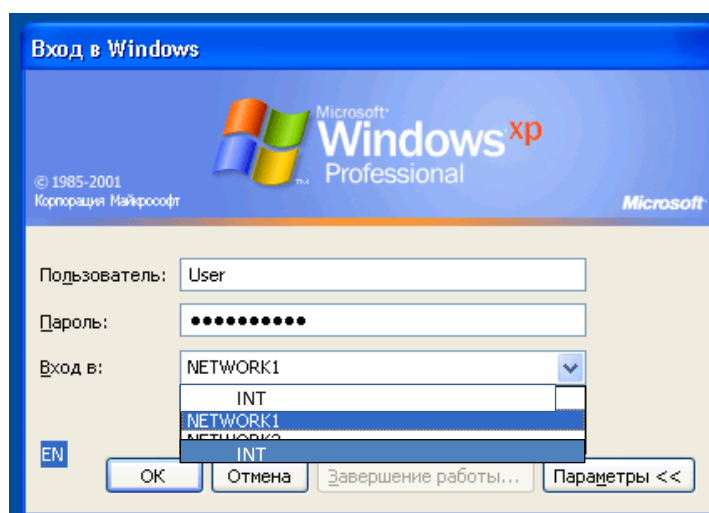 Вход в Windows
Microsoft
Windows xp
Professional
© 1985-2001
Корпорация Майкрософт
Microsoft
Пользователь: User
Пароль: ●●●●●●●●●●
Вход в: NETWORK1
INT
NETWORK1
INT
EN
ОК Отмена Завершение работы... Параметры <<